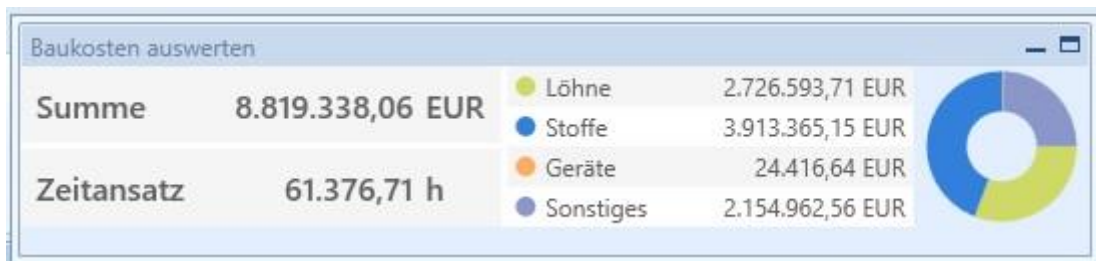 Baukosten auswerten
Summe 8.819.338,06 EUR
Zeitansatz 61.376,71 h
Löhne 2.726.593,71 EUR
Stoffe 3.913.365,15 EUR
Geräte 24.416,64 EUR
Sonstiges 2.154.962,56 EUR